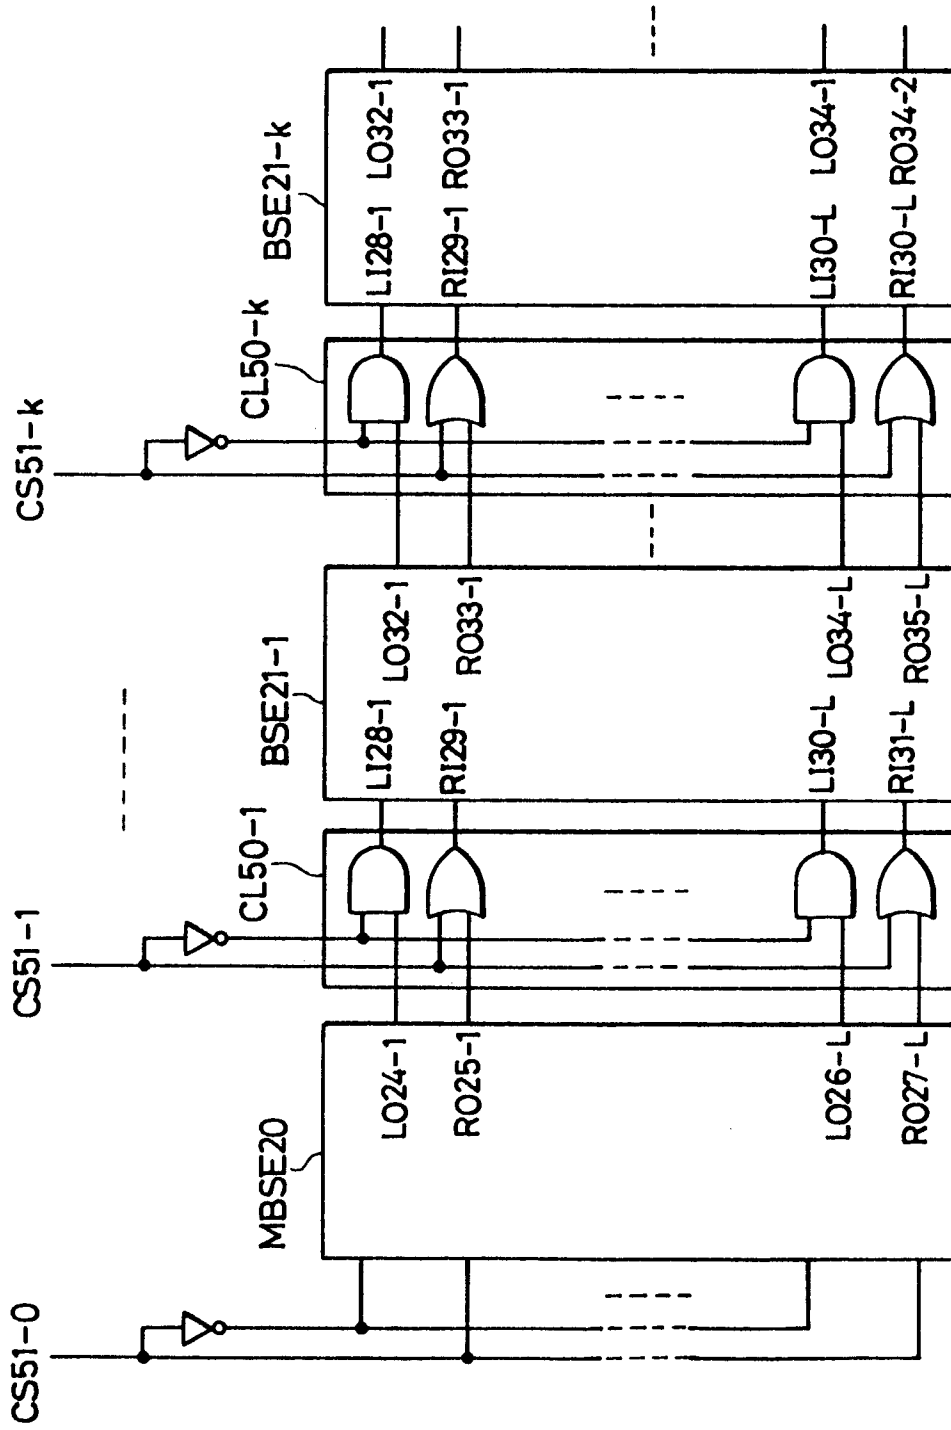 CS51-0
CS51-1
CS51-k
MBSE20
CL50-1
BSE21-1
CL50-k
BSE21-k
LO24-1
RO25-1
LO26-L
RO27-L
LI28-1
LO32-1
RI29-1
RO33-1
LI30-L
LO34-L
RI31-L
RO35-L
LI28-1 LO32-1
RI29-1 RO33-1
LI30-L LO34-1
RI30-L RO34-2